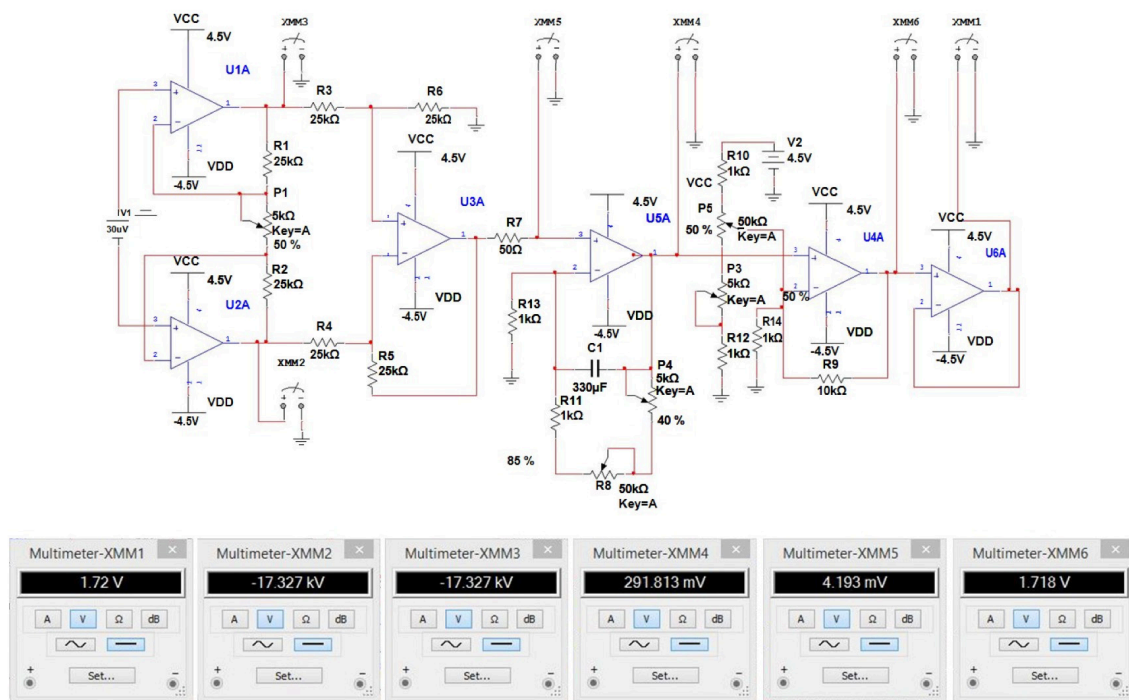 XMM3
XMM5
XMM4
XMM6
XMM1
VCC
4.5V
U1A
R3
25kΩ
R6
25kΩ
R1
25kΩ
VDD
-4.5V
P1
5kΩ
Key=A
50 %
V1
30uV
R2
25kΩ
U2A
VCC
4.5V
VDD
-4.5V
R4
25kΩ
R5
25kΩ
XMM2
VCC
4.5V
U3A
VDD
-4.5V
R7
50Ω
4.5V
U5A
VDD
-4.5V
R13
1kΩ
C1
330µF
P4
5kΩ
Key=A
40 %
R11
1kΩ
85 %
R8
50kΩ
Key=A
V2
4.5V
R10
1kΩ
VCC
P5
50kΩ
Key=A
50 %
P3
5kΩ
Key=A
50 %
R12
1kΩ
R14
1kΩ
VCC
4.5V
U4A
VDD
-4.5V
R9
10kΩ
VCC
4.5V
U6A
VDD
-4.5V
Multimeter-XMM1
1.72 V
A V Ω dB
Set...
Multimeter-XMM2
-17.327 kV
A V Ω dB
Set...
Multimeter-XMM3
-17.327 kV
A V Ω dB
Set...
Multimeter-XMM4
291.813 mV
A V Ω dB
Set...
Multimeter-XMM5
4.193 mV
A V Ω dB
Set...
Multimeter-XMM6
1.718 V
A V Ω dB
Set...